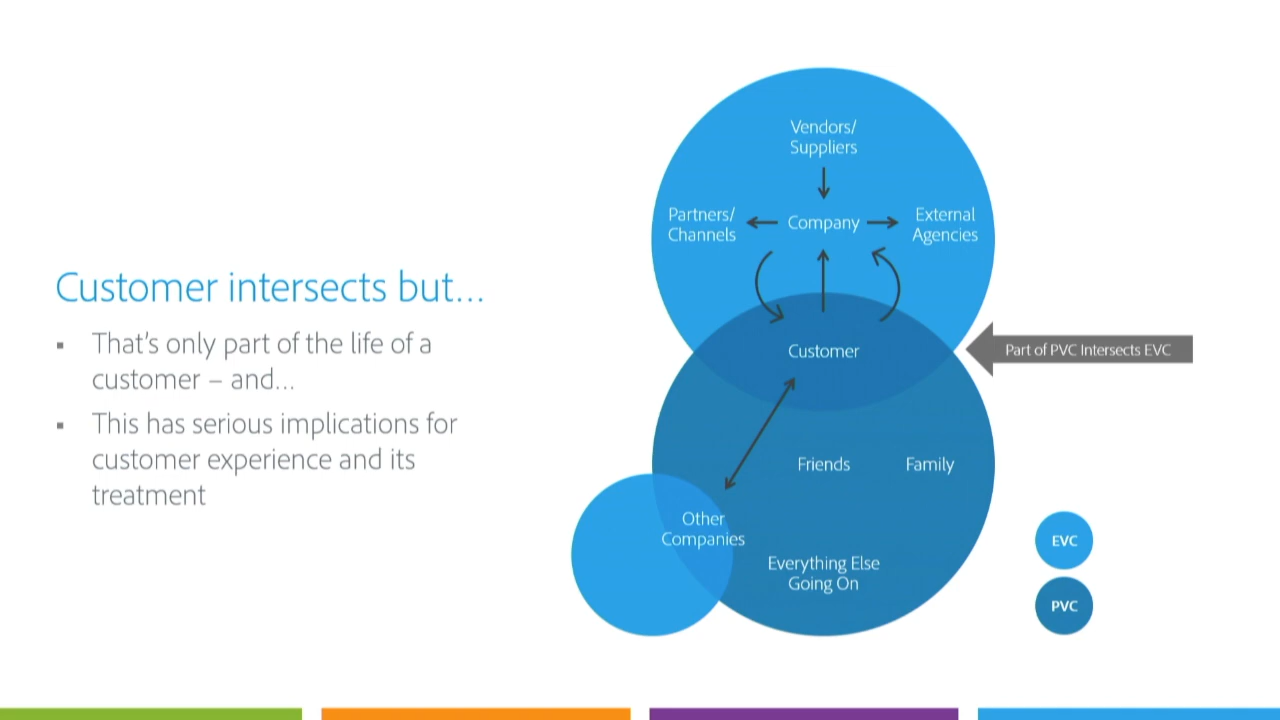 Customer intersects but...
▪ That's only part of the life of a
customer – and...
▪ This has serious implications for
customer experience and its
treatment
Vendors/
Suppliers
Partners/
Channels
Company
External
Agencies
Customer
Part of PVC Intersects EVC
Friends
Family
Other
Companies
Everything Else
Going On
EVC
PVC